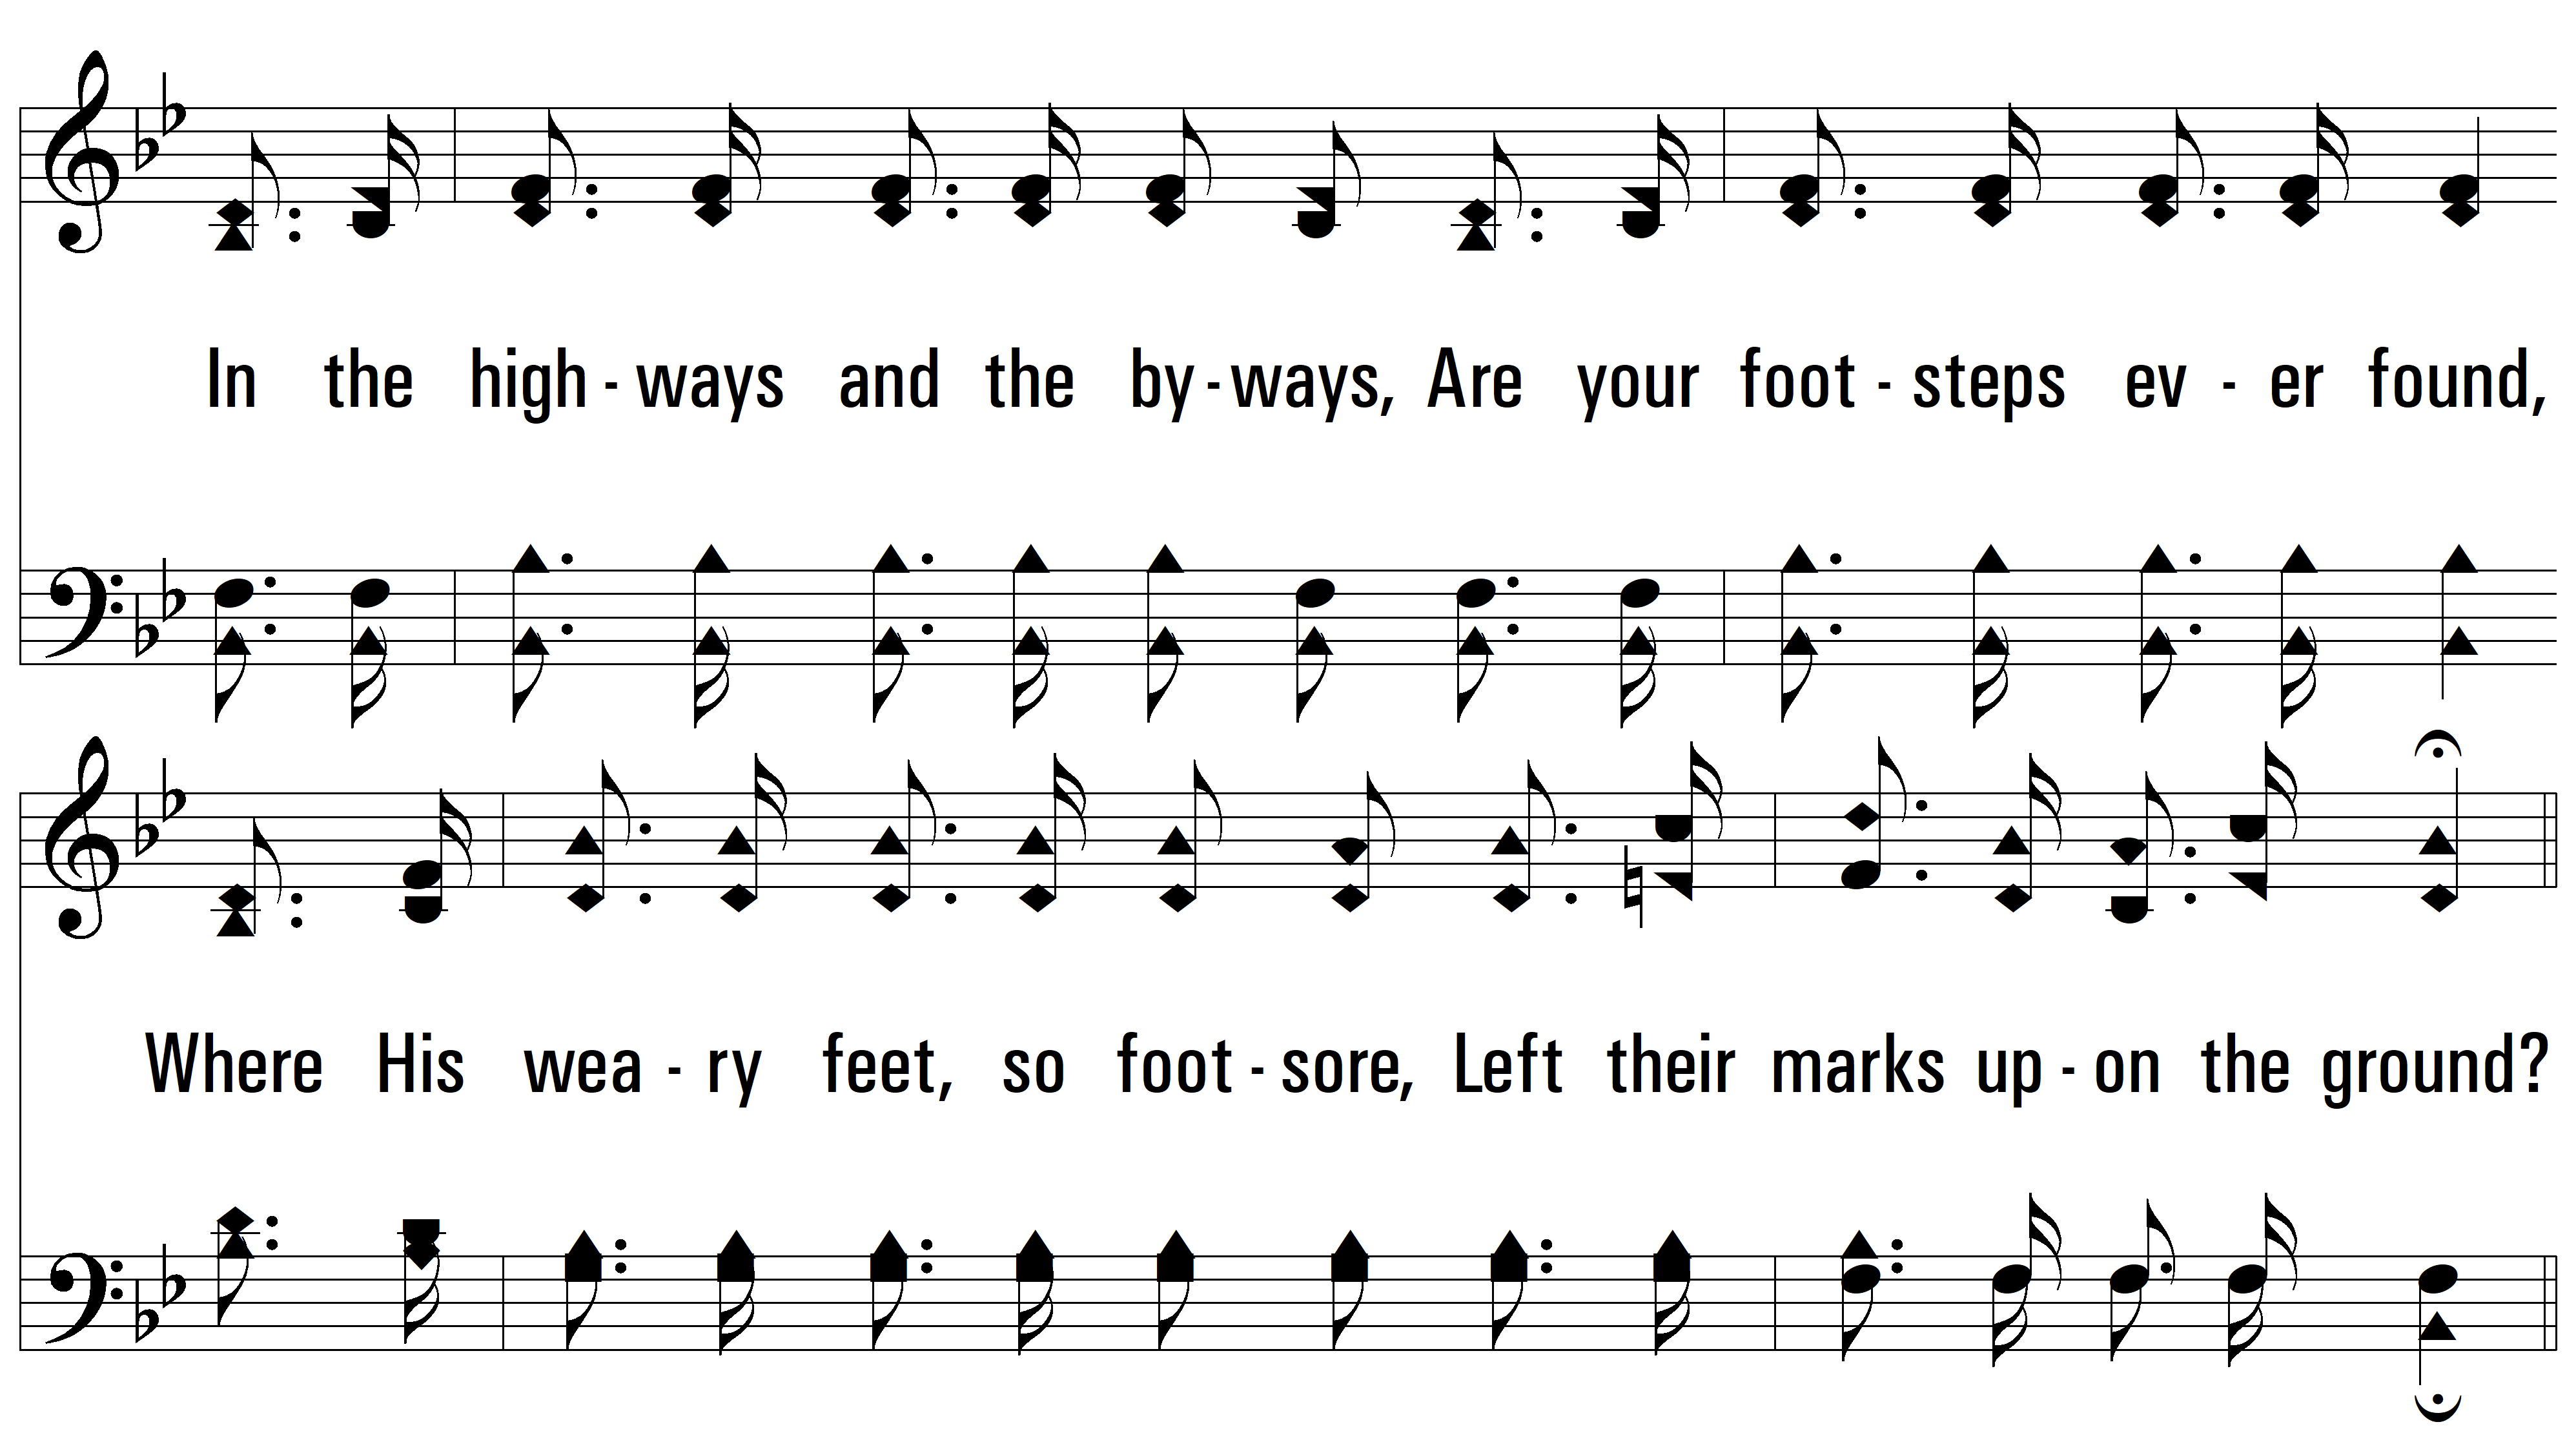 In the high - ways and the by - ways, Are your foot - steps ev - er found,
Where His wea - ry feet, so foot - sore, Left their marks up - on the ground?